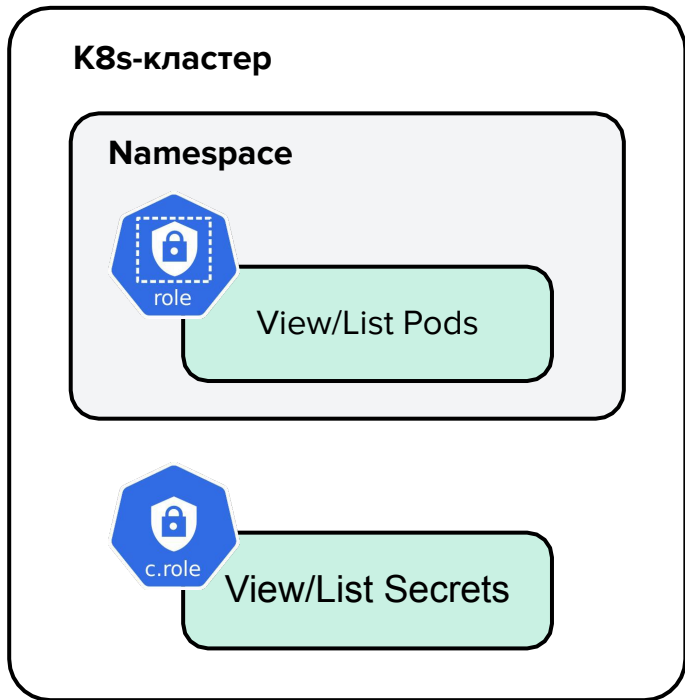 K8s-кластер
Namespace
role
View/List Pods
c.role
View/List Secrets